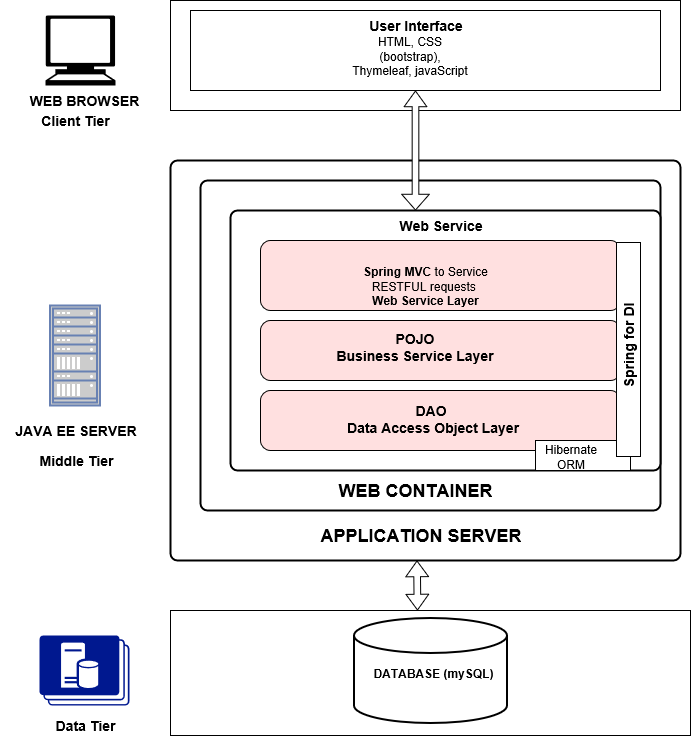 User Interface
HTML, CSS
(bootstrap),
Thymeleaf, javaScript
WEB BROWSER
Client Tier
Web Service
Spring MVC to Service
RESTFUL requests
Web Service Layer
POJO
Business Service Layer
DAO
Data Access Object Layer
Spring for DI
Hibernate
ORM
JAVA EE SERVER
Middle Tier
WEB CONTAINER
APPLICATION SERVER
DATABASE (mySQL)
Data Tier